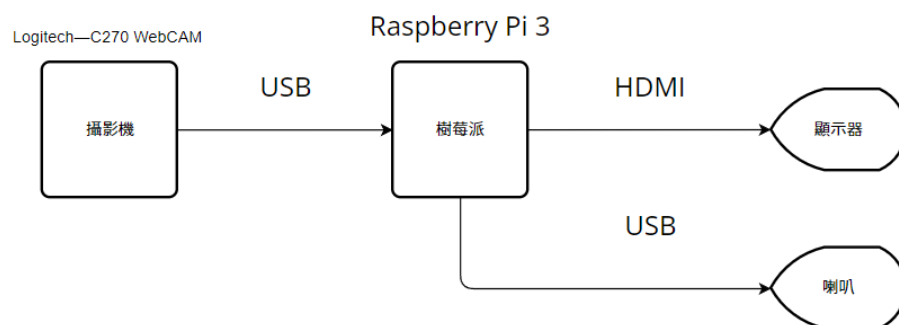 Raspberry Pi 3
Logitech—C270 WebCAM
USB
HDMI
攝影機
樹莓派
顯示器
USB
喇叭